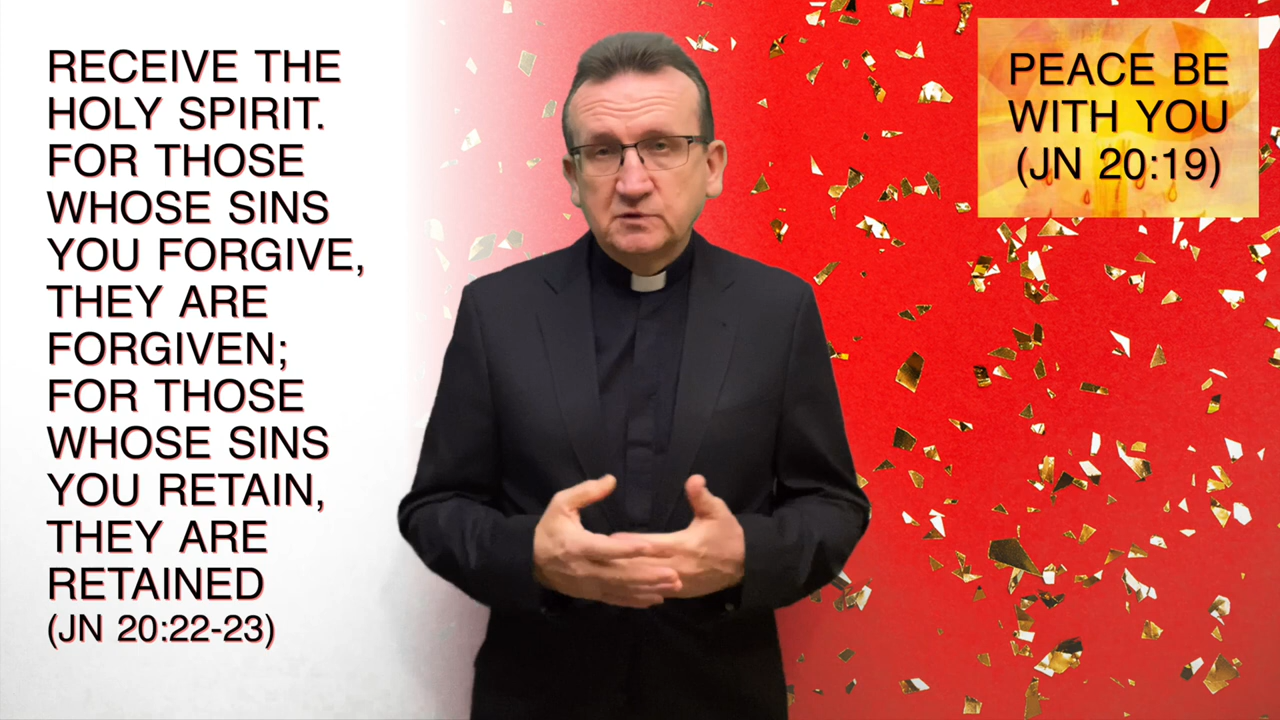 RECEIVE THE
HOLY SPIRIT.
FOR THOSE
WHOSE SINS
YOU FORGIVE,
THEY ARE
FORGIVEN;
FOR THOSE
WHOSE SINS
YOU RETAIN,
THEY ARE
RETAINED
(JN 20:22-23)
PEACE BE
WITH YOU
(JN 20:19)